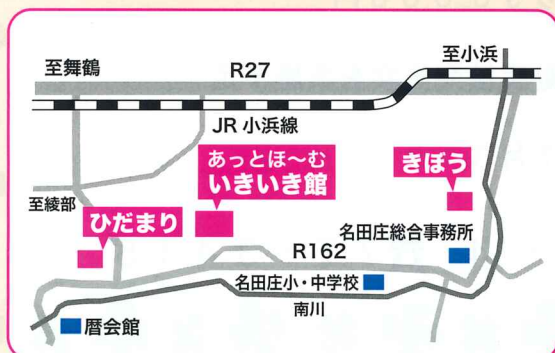 至小浜
至舞鶴
R27
JR 小浜線
あっとほ〜む
いきいき館
きぼう
至綾部
ひだまり
名田庄総合事務所
R162
名田庄小・中学校
南川
暦会館